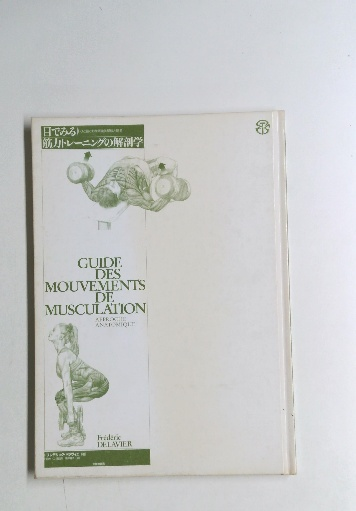 目でみる
筋力トレーニングの解剖学
GUIDE
DES
MOUVEMENTS
DE
MUSCULATION
APPROCHE
ANATOMIQUE
Frédéric
DELAVIER